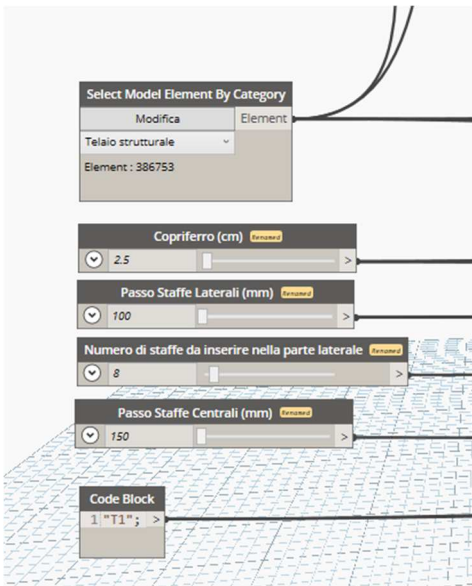 Select Model Element By Category
Modifica Element
Telaio strutturale
Element : 386753
Copriferro (cm) Renamed
2.5 >
Passo Staffe Laterali (mm) Renamed
100 >
Numero di staffe da inserire nella parte laterale Renamed
8 >
Passo Staffe Centrali (mm) Renamed
150 >
Code Block
1 "T1"; >